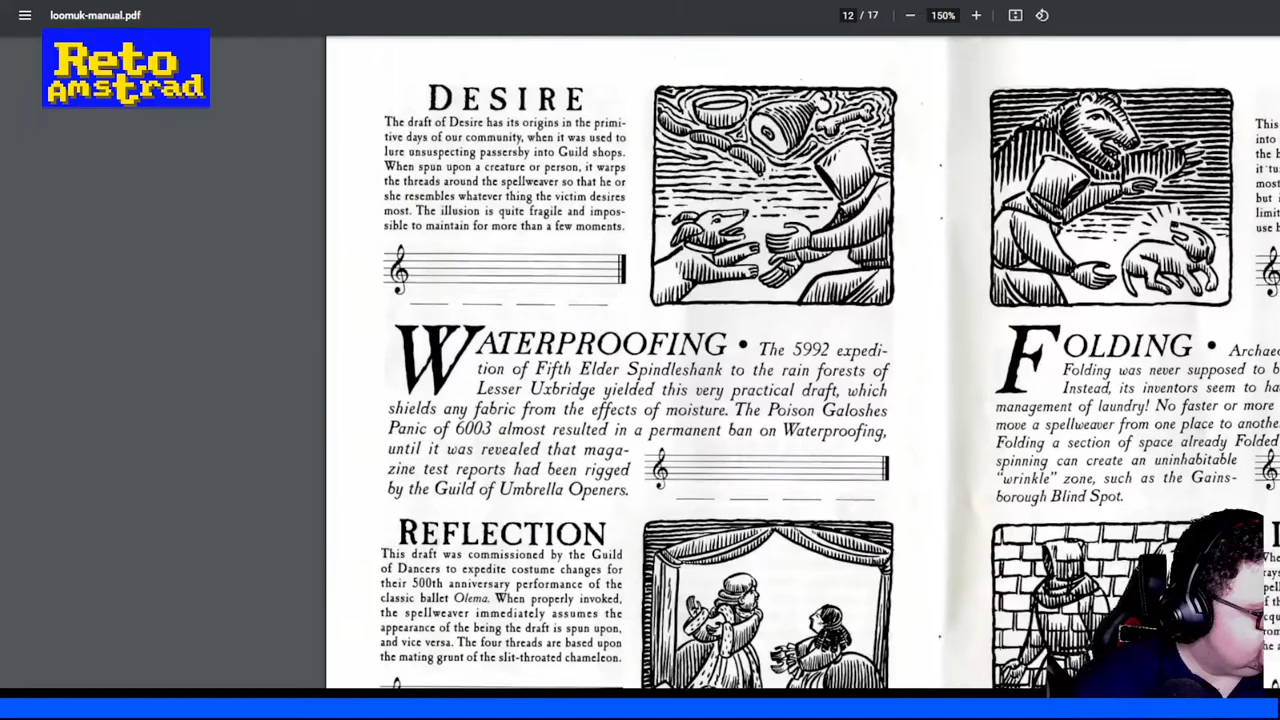 loomuk-manual.pdf
12 / 17
150%
Reto
Amstrad
DESIRE
The draft of Desire has its origins in the primi-
tive days of our community, when it was used to
lure unsuspecting passersby into Guild shops.
When spun upon a creature or person, it warps
the threads around the spellweaver so that he or
she resembles whatever thing the victim desires
most. The illusion is quite fragile and impos-
sible to maintain for more than a few moments.
WATERPROOFING • The 5992 expedi-
tion of Fifth Elder Spindleshank to the rain forests of
Lesser Uxbridge yielded this very practical draft, which
shields any fabric from the effects of moisture. The Poison Galoshes
Panic of 6003 almost resulted in a permanent ban on Waterproofing,
until it was revealed that maga-
zine test reports had been rigged
by the Guild of Umbrella Openers.
REFLECTION
This draft was commissioned by the Guild
of Dancers to expedite costume changes for
their 500th anniversary performance of the
classic ballet Olema. When properly invoked,
the spellweaver immediately assumes the
appearance of the being the draft is spun upon,
and vice versa. The four threads are based upon
the mating grunt of the slit-throated chameleon.
This
into
the b
it tu
most
but i
limit
use b
FOLDING • Archae
Folding was never supposed to b
Instead, its inventors seem to ha
management of laundry! No faster or more
move a spellweaver from one place to anothe
Folding a section of space already Folded
spinning can create an uninhabitable
"wrinkle" zone, such as the Gains-
borough Blind Spot.